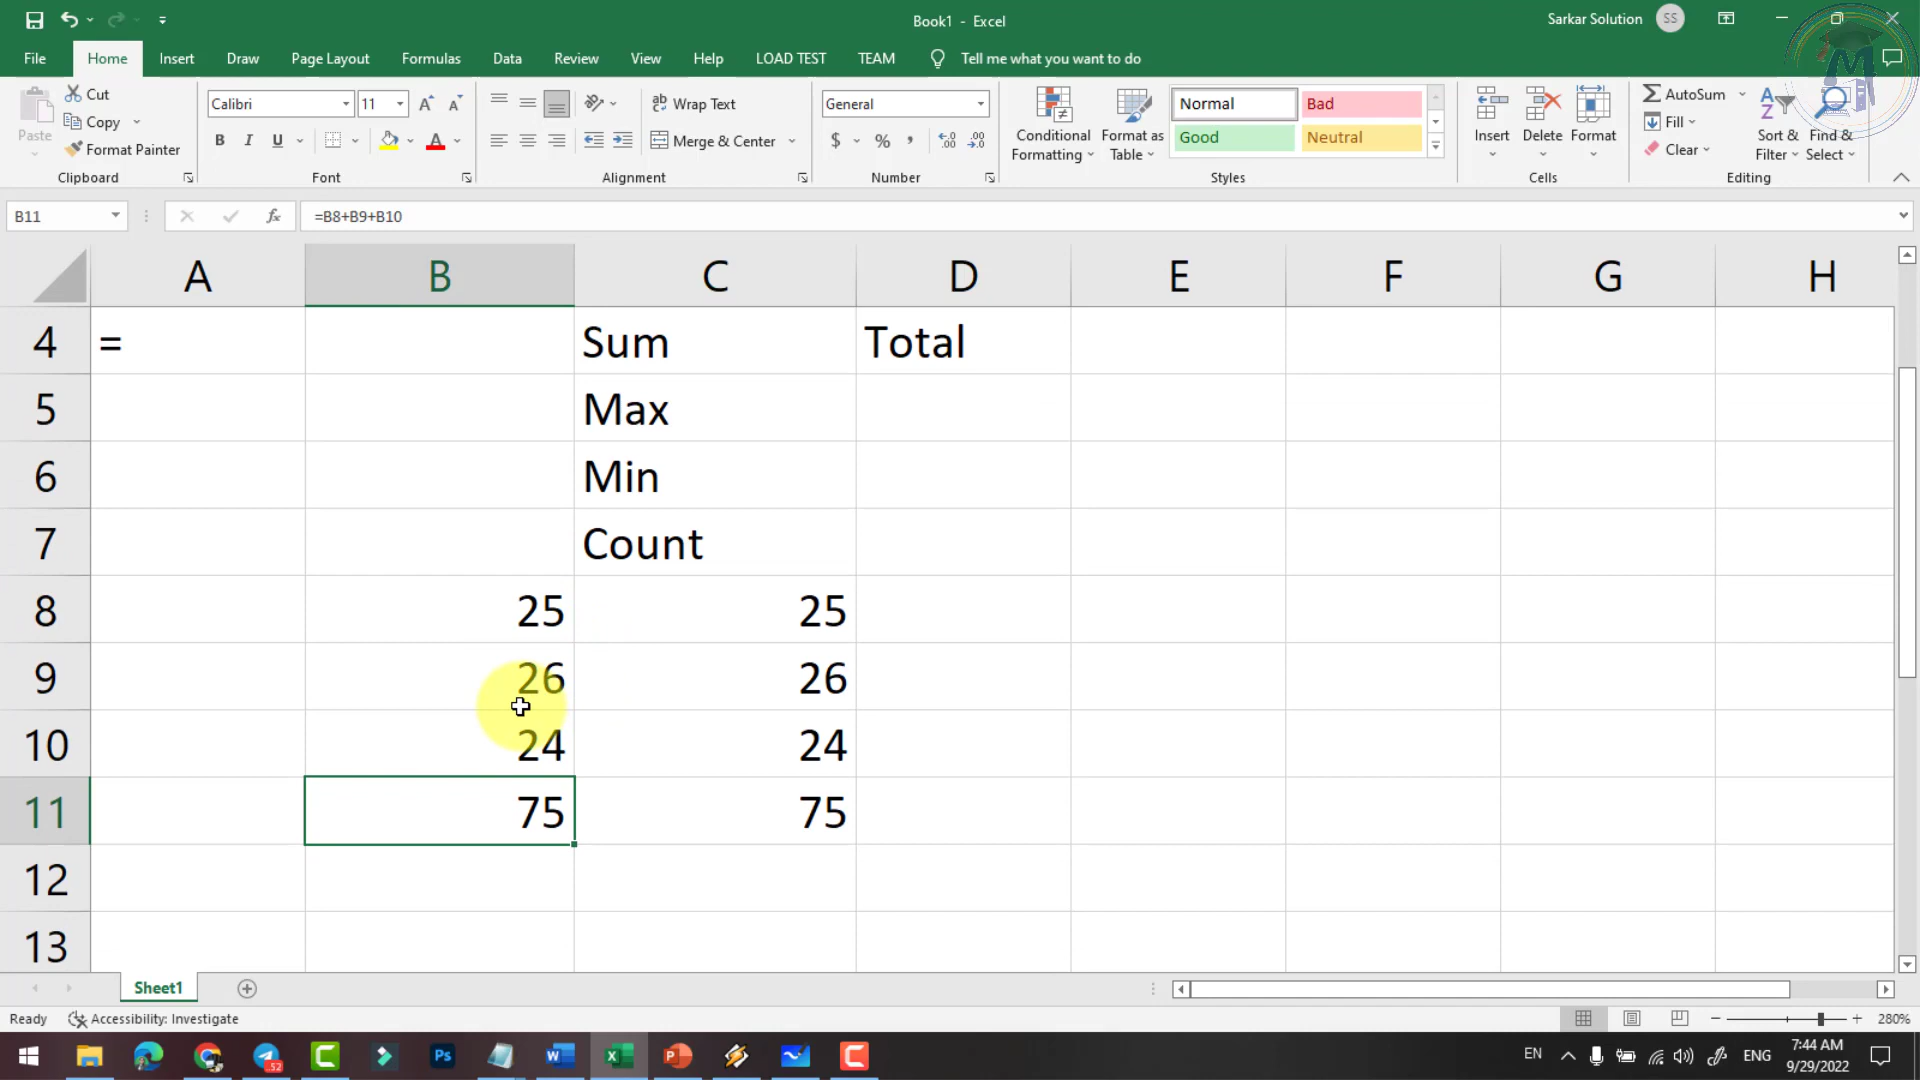 Book1 - Excel
Sarkar Solution SS
File Home Insert Draw Page Layout Formulas Data Review View Help LOAD TEST TEAM Tell me what you want to do
Paste
Cut
Copy
Format Painter
Clipboard
Calibri 11
B I U
Font
Wrap Text
Merge & Center
Alignment
General
$ % ,
Number
Conditional Formatting
Format as Table
Normal Bad
Good Neutral
Styles
Insert Delete Format
Cells
AutoSum
Fill
Clear
Sort & Filter
Find & Select
Editing
B11 fx =B8+B9+B10
A B C D E F G H
4 = Sum Total
5 Max
6 Min
7 Count
8 25 25
9 26 26
10 24 24
11 75 75
12
13
Sheet1
Ready Accessibility: Investigate 280%
EN ENG 7:44 AM
9/29/2022